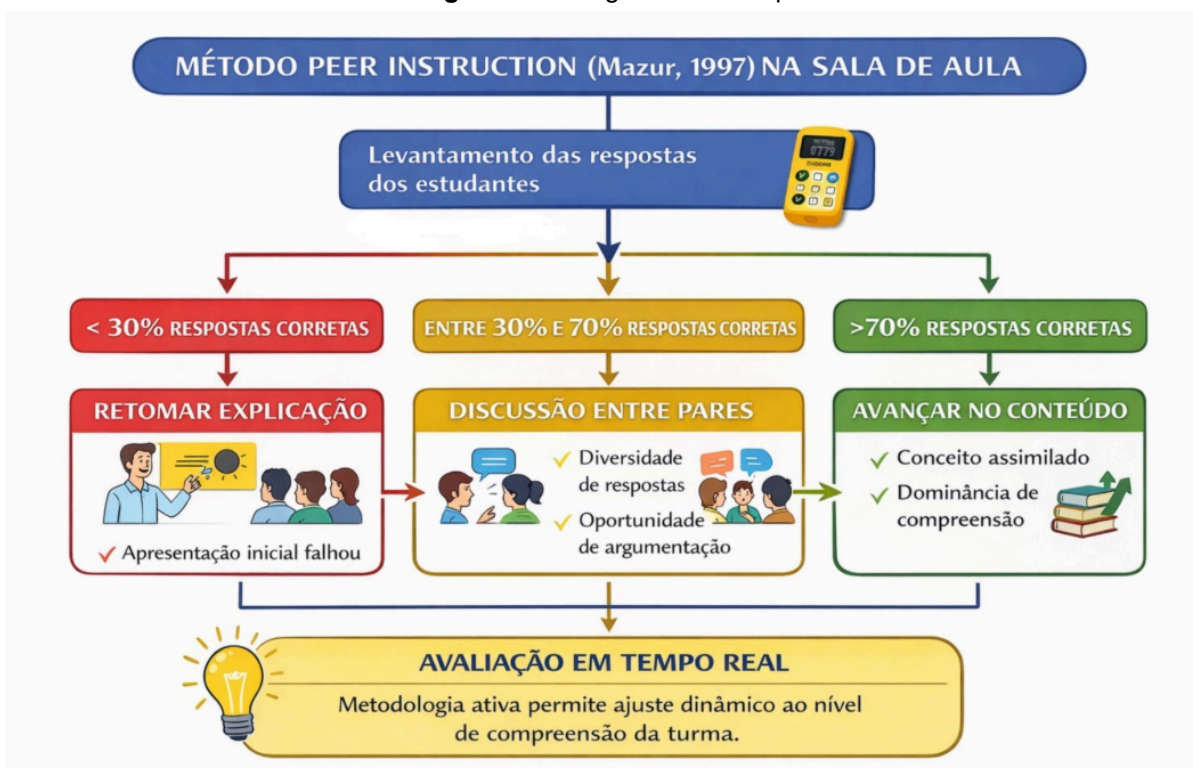 MÉTODO PEER INSTRUCTION (Mazur, 1997) NA SALA DE AULA
Levantamento das respostas
dos estudantes
< 30% RESPOSTAS CORRETAS
ENTRE 30% E 70% RESPOSTAS CORRETAS
>70% RESPOSTAS CORRETAS
RETOMAR EXPLICAÇÃO
Apresentação inicial falhou
DISCUSSÃO ENTRE PARES
Diversidade
de respostas
Oportunidade
de argumentação
AVANÇAR NO CONTEÚDO
Conceito assimilado
Dominância de
compreensão
AVALIAÇÃO EM TEMPO REAL
Metodologia ativa permite ajuste dinâmico ao nível
de compreensão da turma.